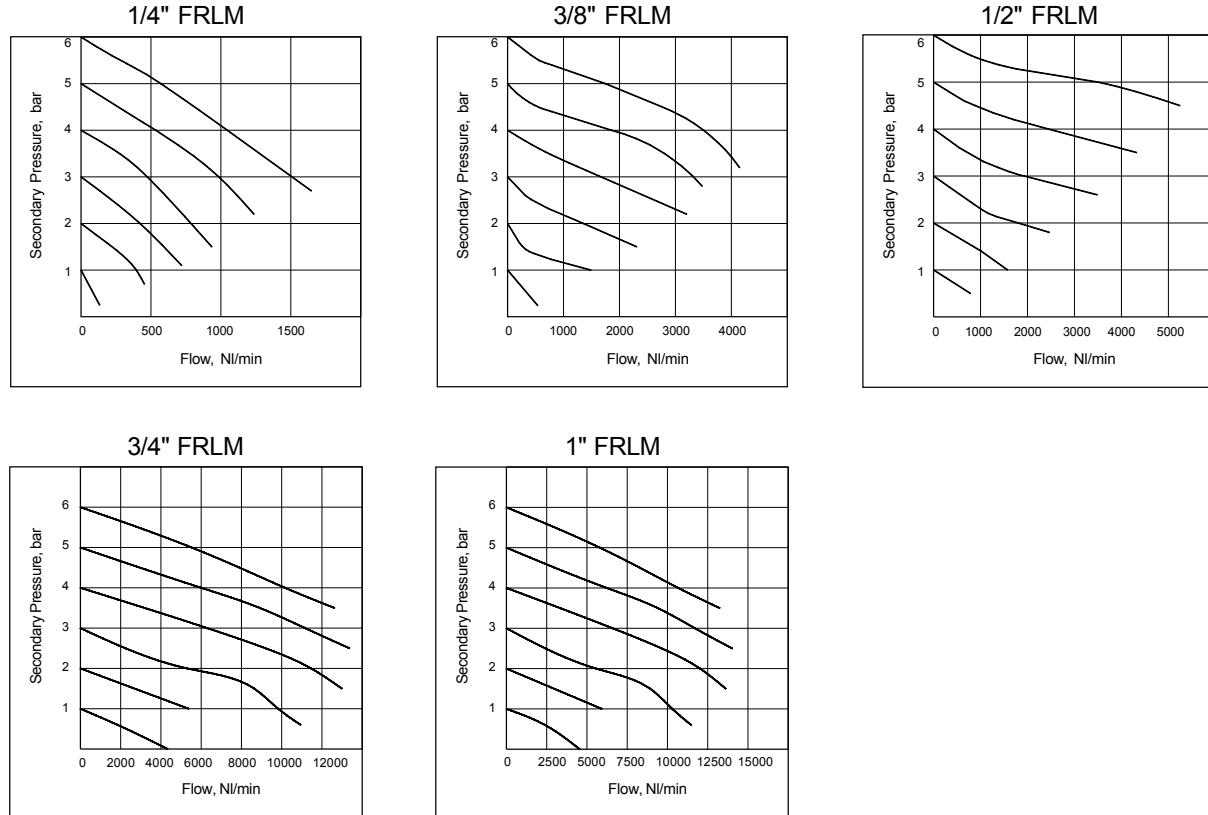 1/4" FRLM
6
5
4
3
2
1
Secondary Pressure, bar
0 500 1000 1500
Flow, Nl/min
3/8" FRLM
6
5
4
3
2
1
Secondary Pressure, bar
0 1000 2000 3000 4000
Flow, Nl/min
1/2" FRLM
6
5
4
3
2
1
Secondary Pressure, bar
0 1000 2000 3000 4000 5000
Flow, Nl/min
3/4" FRLM
6
5
4
3
2
1
Secondary Pressure, bar
0 2000 4000 6000 8000 10000 12000
Flow, Nl/min
1" FRLM
6
5
4
3
2
1
Secondary Pressure, bar
0 2500 5000 7500 10000 12500 15000
Flow, Nl/min